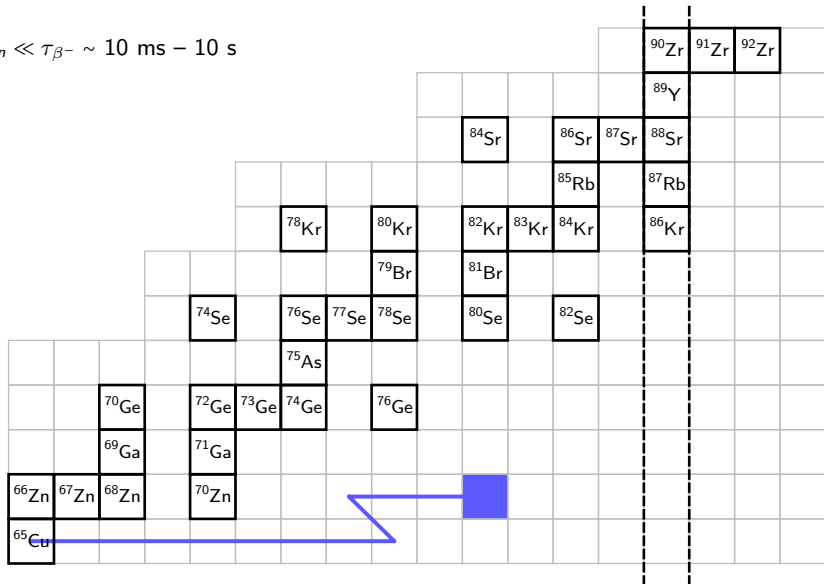 n ≪ τβ− ~ 10 ms – 10 s
90Zr 91Zr 92Zr
89Y
84Sr 86Sr 87Sr 88Sr
85Rb 87Rb
78Kr 80Kr 82Kr 83Kr 84Kr 86Kr
79Br 81Br
74Se 76Se 77Se 78Se 80Se 82Se
75As
70Ge 72Ge 73Ge 74Ge 76Ge
69Ga 71Ga
66Zn 67Zn 68Zn 70Zn
65Cu